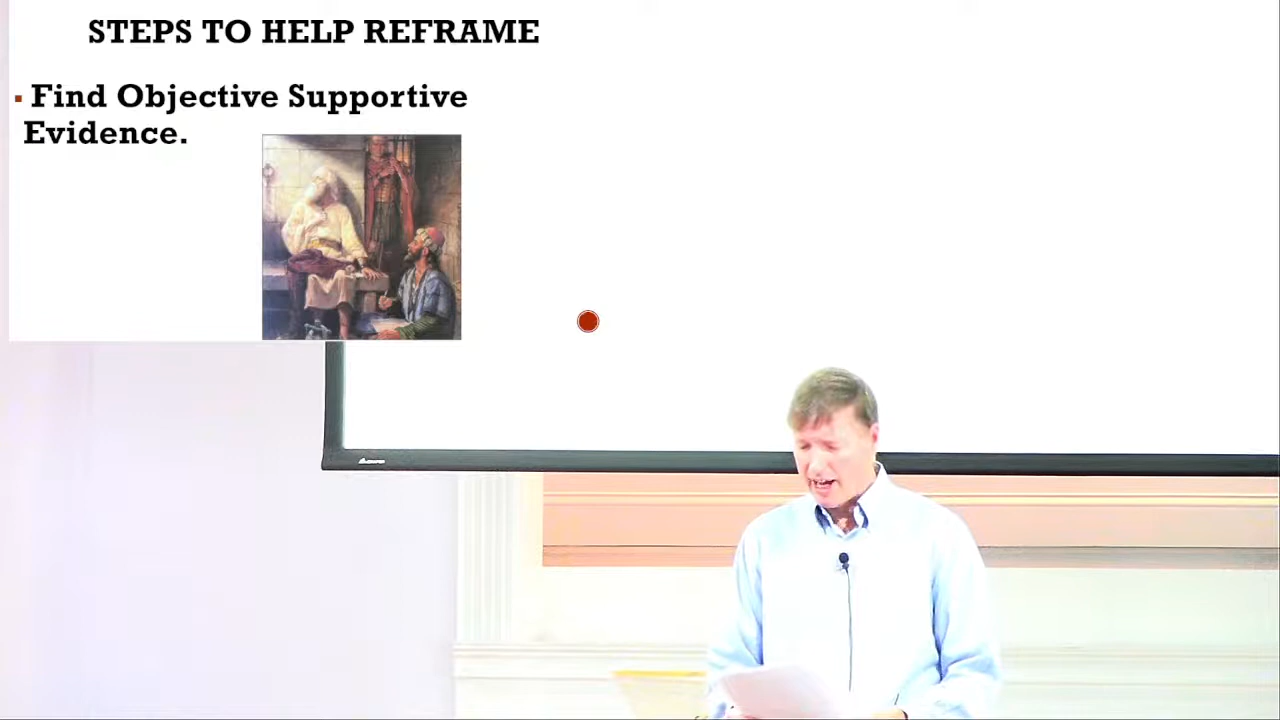 STEPS TO HELP REFRAME
▪ Find Objective Supportive
Evidence.